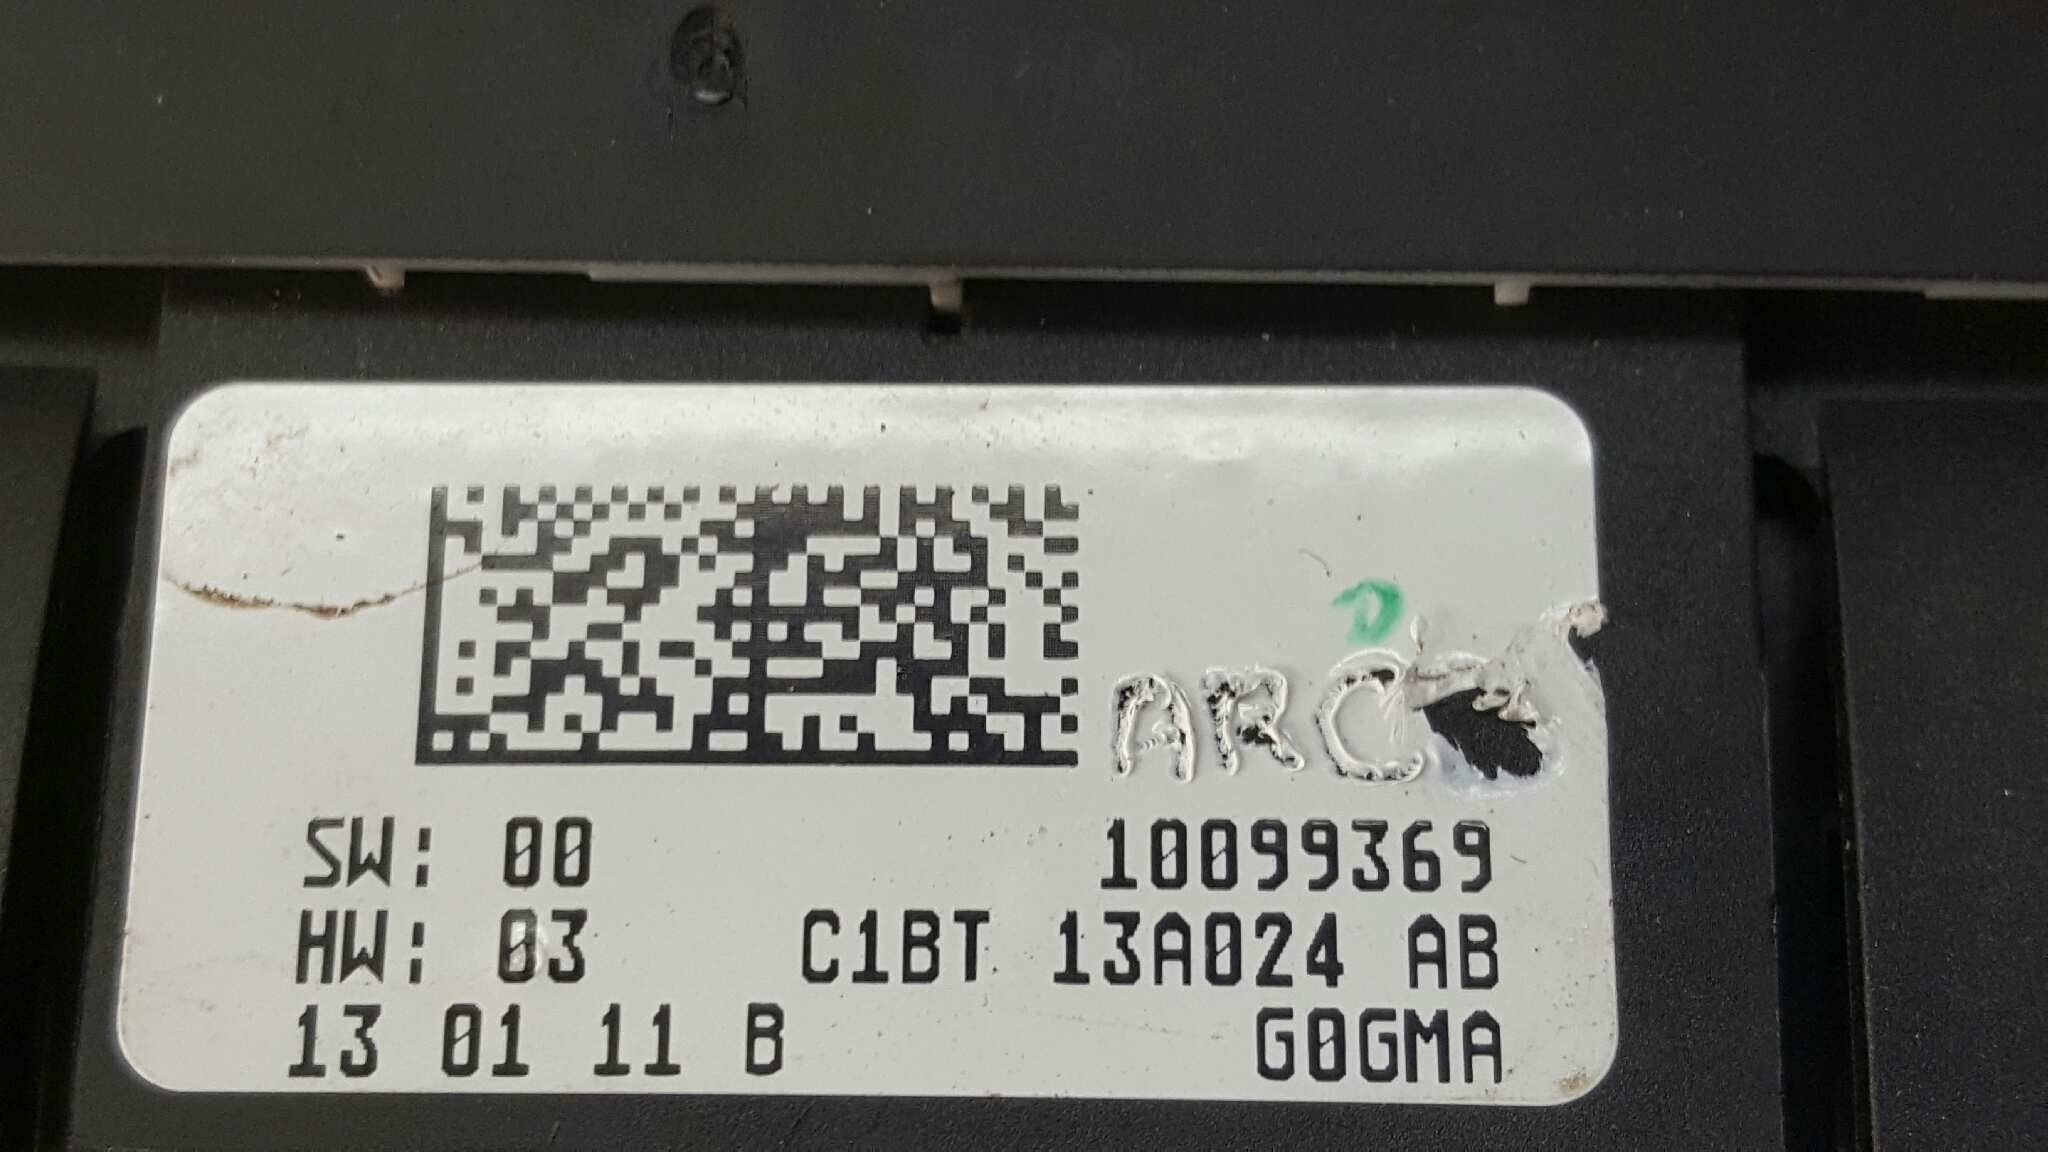 ARC
SW: 00 10099369
HW: 03 C1BT 13A024 AB
13 01 11 B G0GMA